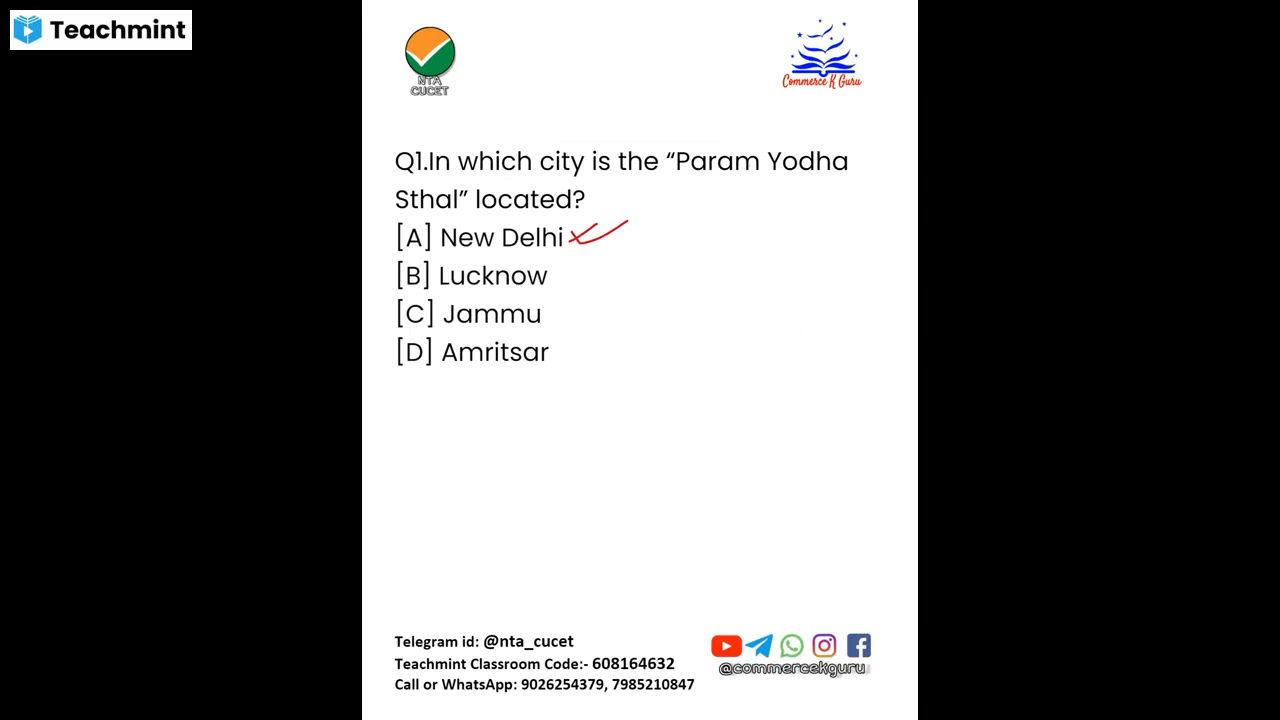 Teachmint
NTA
CUCET
Commerce K Guru
Q1.In which city is the “Param Yodha
Sthal” located?
[A] New Delhi
[B] Lucknow
[C] Jammu
[D] Amritsar
Telegram id: @nta_cucet
Teachmint Classroom Code:- 608164632
Call or WhatsApp: 9026254379, 7985210847
@commercekguru